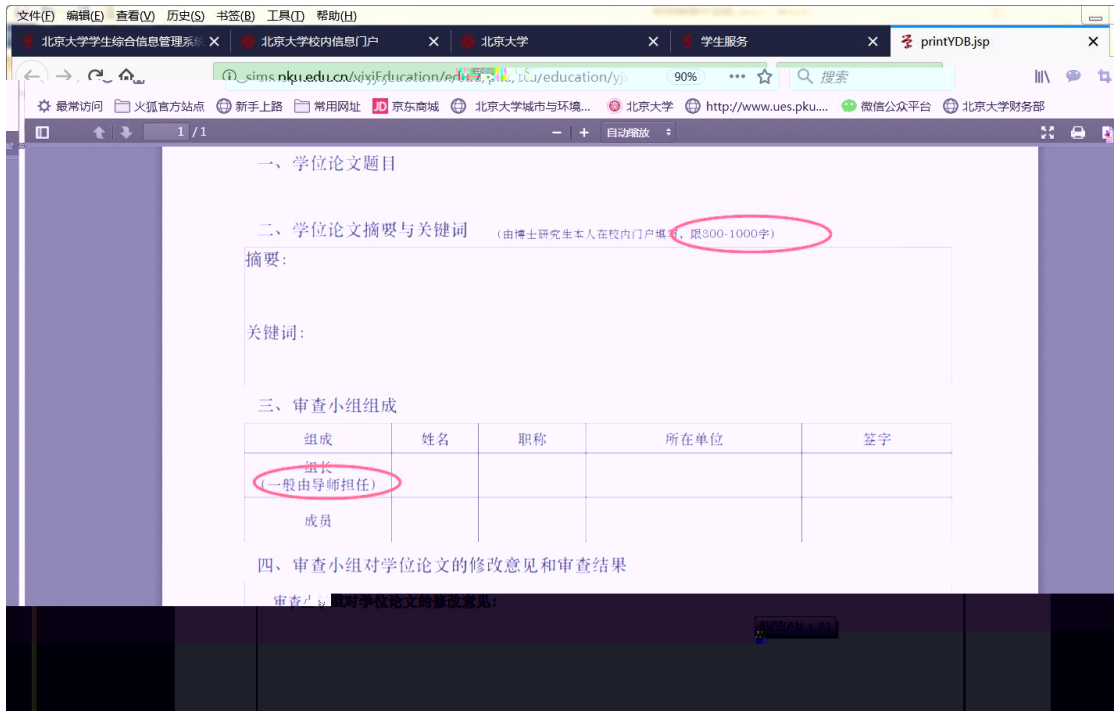 文件(F) 编辑(E) 查看(V) 历史(S) 书签(B) 工具(T) 帮助(H)
北京大学学生综合信息管理系统 × 北京大学校内信息门户 × 北京大学 × 学生服务 × printYDB.jsp ×
90% 搜索
最常访问 火狐官方站点 新手上路 常用网址 JD 京东商城 北京大学城市与环境... 北京大学 http://www.ues.pku.... 微信公众平台 北京大学财务部
1 / 1 自动缩放
一、学位论文题目
二、学位论文摘要与关键词 (由博士研究生本人在校内门户填写，限800-1000字)
摘要:
关键词:
三、审查小组组成
组成 姓名 职称 所在单位 签字
组长
(一般由导师担任)
成员
四、审查小组对学位论文的修改意见和审查结果
审查小组对学位论文的修改意见: